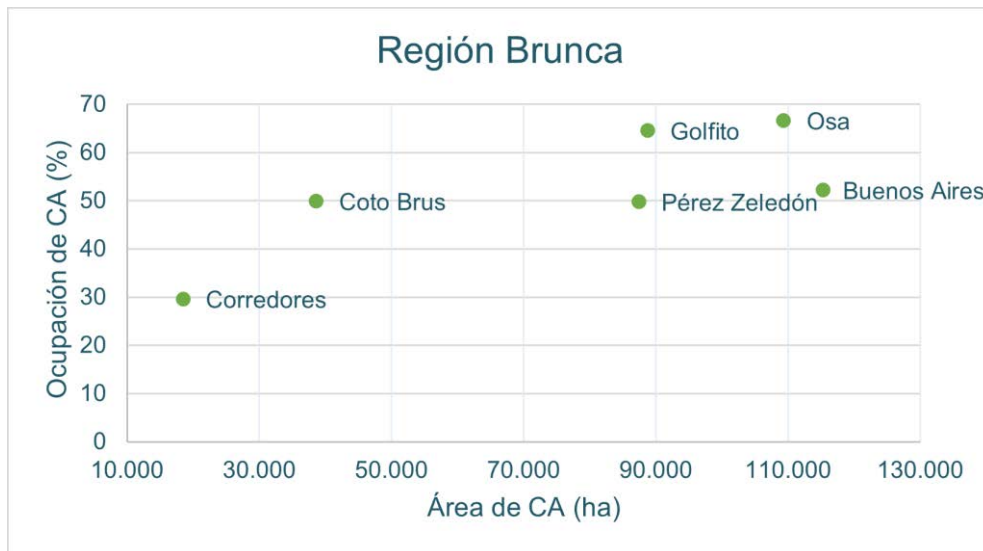 Región Brunca
Ocupación de CA (%)
70
60
50
40
30
20
10
0
Golfito
Osa
Coto Brus
Pérez Zeledón
Buenos Aires
Corredores
10.000 30.000 50.000 70.000 90.000 110.000 130.000
Área de CA (ha)